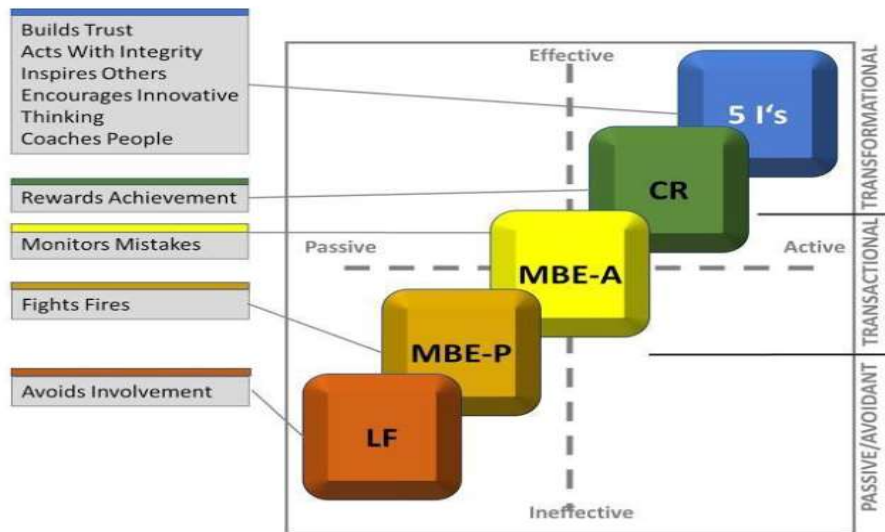 Builds Trust
Acts With Integrity
Inspires Others
Encourages Innovative
Thinking
Coaches People
Rewards Achievement
Monitors Mistakes
Fights Fires
Avoids Involvement
Effective
Passive
Active
Ineffective
5 I's
CR
MBE-A
MBE-P
LF
TRANSFORMATIONAL
TRANSACTIONAL
PASSIVE/AVOIDANT